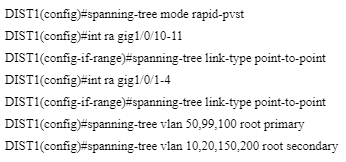 DIST1(config)#spanning-tree mode rapid-pvst
DIST1(config)#int ra gig1/0/10-11
DIST1(config-if-range)#spanning-tree link-type point-to-point
DIST1(config)#int ra gig1/0/1-4
DIST1(config-if-range)#spanning-tree link-type point-to-point
DIST1(config)#spanning-tree vlan 50,99,100 root primary
DIST1(config)#spanning-tree vlan 10,20,150,200 root secondary